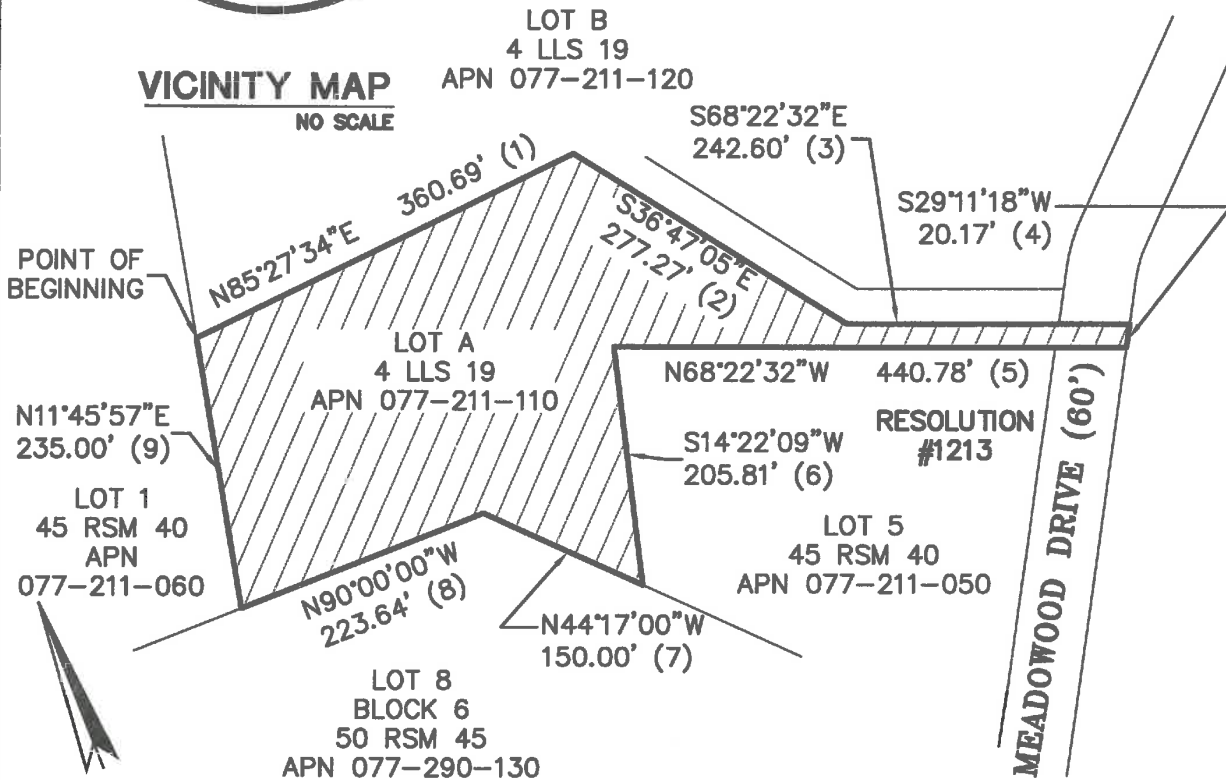 LOT B
4 LLS 19
APN 077-211-120
VICINITY MAP
NO SCALE
S68°22'32"E
242.60' (3)
N85°27'34"E 360.69' (1)
S36°47'05"E
277.27' (2)
S29°11'18"W
20.17' (4)
POINT OF
BEGINNING
LOT A
4 LLS 19
APN 077-211-110
N68°22'32"W 440.78' (5)
N11°45'57"E
235.00' (9)
RESOLUTION
#1213
S14°22'09"W
205.81' (6)
LOT 1
45 RSM 40
APN
077-211-060
LOT 5
45 RSM 40
APN 077-211-050
MEADOWOOD DRIVE (60')
N90°00'00"W
223.64' (8)
N44°17'00"W
150.00' (7)
LOT 8
BLOCK 6
50 RSM 45
APN 077-290-130